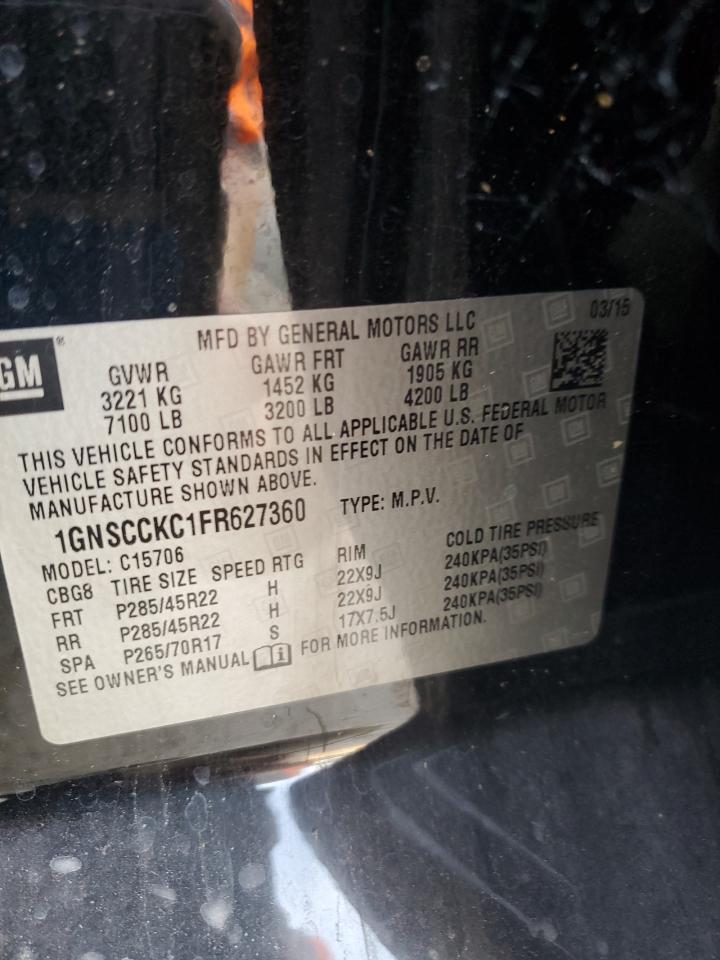 GM ®
MFD BY GENERAL MOTORS LLC 03/15
GVWR GAWR FRT GAWR RR
3221 KG 1452 KG 1905 KG
7100 LB 3200 LB 4200 LB
THIS VEHICLE CONFORMS TO ALL APPLICABLE U.S. FEDERAL MOTOR
VEHICLE SAFETY STANDARDS IN EFFECT ON THE DATE OF
MANUFACTURE SHOWN ABOVE.
1GNSCCKC1FR627360 TYPE: M.P.V.
MODEL: C15706
CBG8 TIRE SIZE SPEED RTG RIM COLD TIRE PRESSURE
FRT P285/45R22 H 22X9J 240KPA(35PSI)
RR P285/45R22 H 22X9J 240KPA(35PSI)
SPA P265/70R17 S 17X7.5J 240KPA(35PSI)
SEE OWNER'S MANUAL FOR MORE INFORMATION.